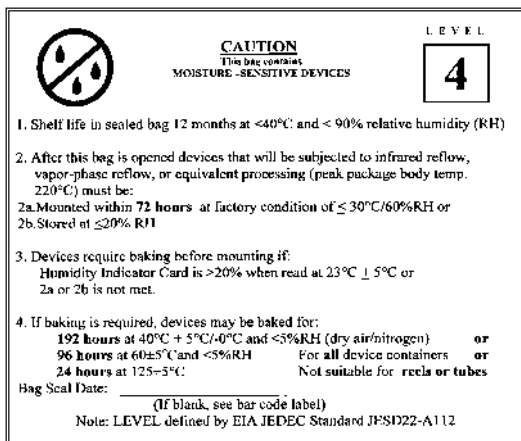 LEVEL
CAUTION
This bag contains
MOISTURE -SENSITIVE DEVICES
4
1. Shelf life in sealed bag 12 months at <40°C and < 90% relative humidity (RH)
2. After this bag is opened devices that will be subjected to infrared reflow,
vapor-phase reflow, or equivalent processing (peak package body temp.
220°C) must be:
2a.Mounted within 72 hours at factory condition of ≤ 30°C/60%RH or
2b.Stored at ≤20% RH
3. Devices require baking before mounting if:
Humidity Indicator Card is >20% when read at 23°C ± 5°C or
2a or 2b is not met.
4. If baking is required, devices may be baked for:
192 hours at 40°C + 5°C/-0°C and <5%RH (dry air/nitrogen) or
96 hours at 60±5°Cand <5%RH For all device containers or
24 hours at 125±5°C Not suitable for reels or tubes
Bag Seal Date:
(If blank, see bar code label)
Note: LEVEL defined by EIA JEDEC Standard JESD22-A112